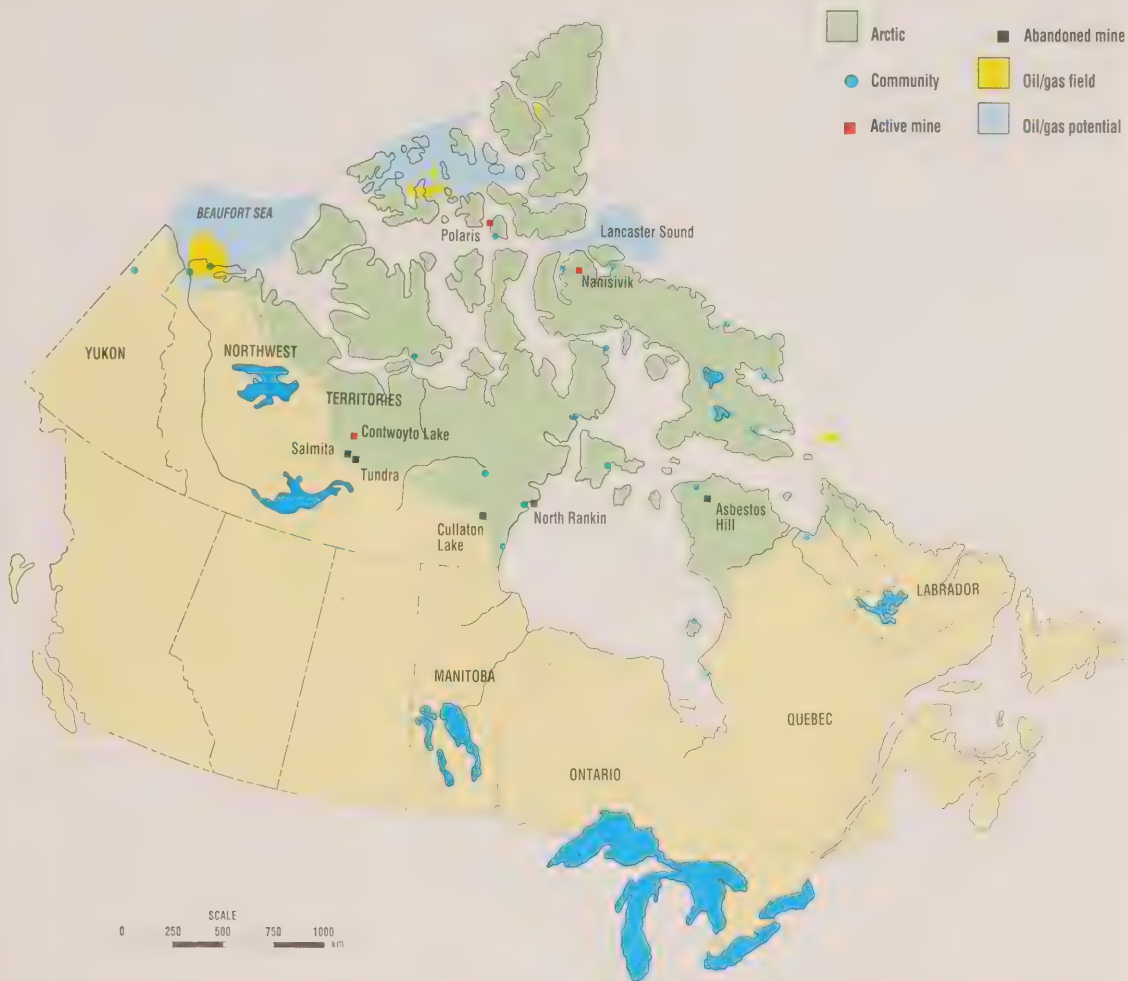 Arctic
Abandoned mine
Community
Oil/gas field
Active mine
Oil/gas potential
BEAUFORT SEA
Polaris
Lancaster Sound
Nanisivik
YUKON
NORTHWEST
TERRITORIES
Contwoyto Lake
Salmita
Tundra
North Rankin
Asbestos
Hill
Cullaton
Lake
LABRADOR
MANITOBA
QUEBEC
ONTARIO
SCALE
0 250 500 750 1000
km